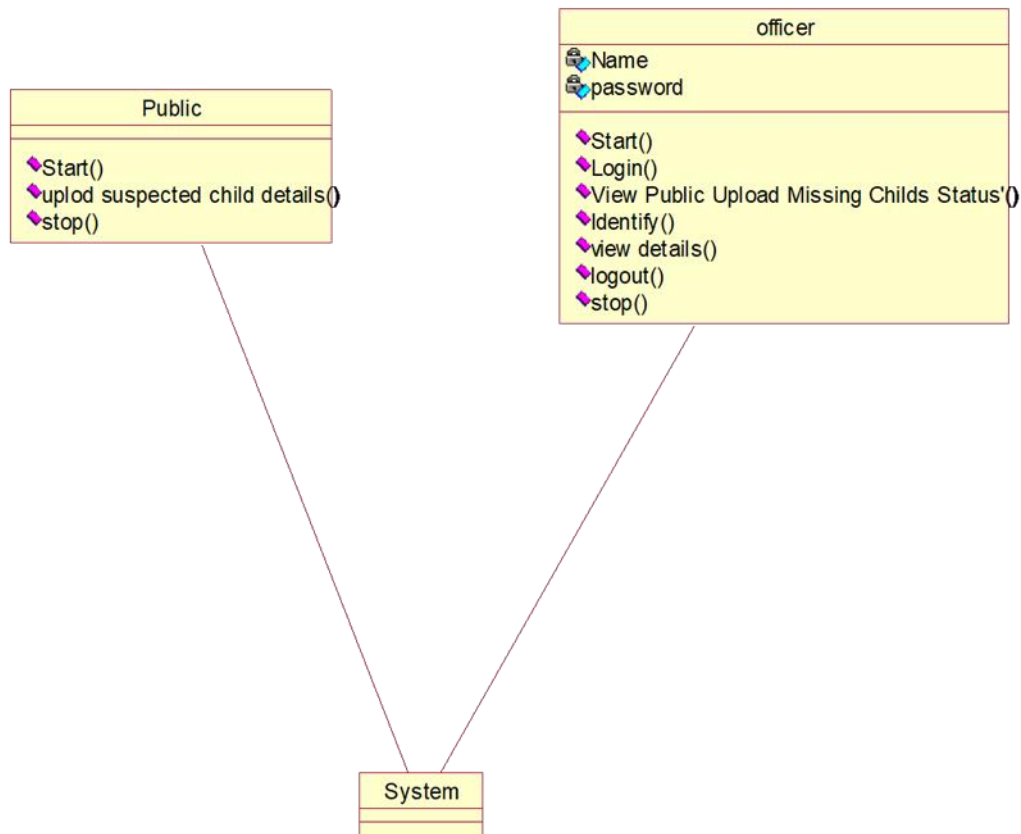 Public
Start()
uplod suspected child details()
stop()
officer
Name
password
Start()
Login()
View Public Upload Missing Childs Status'()
Identify()
view details()
logout()
stop()
System